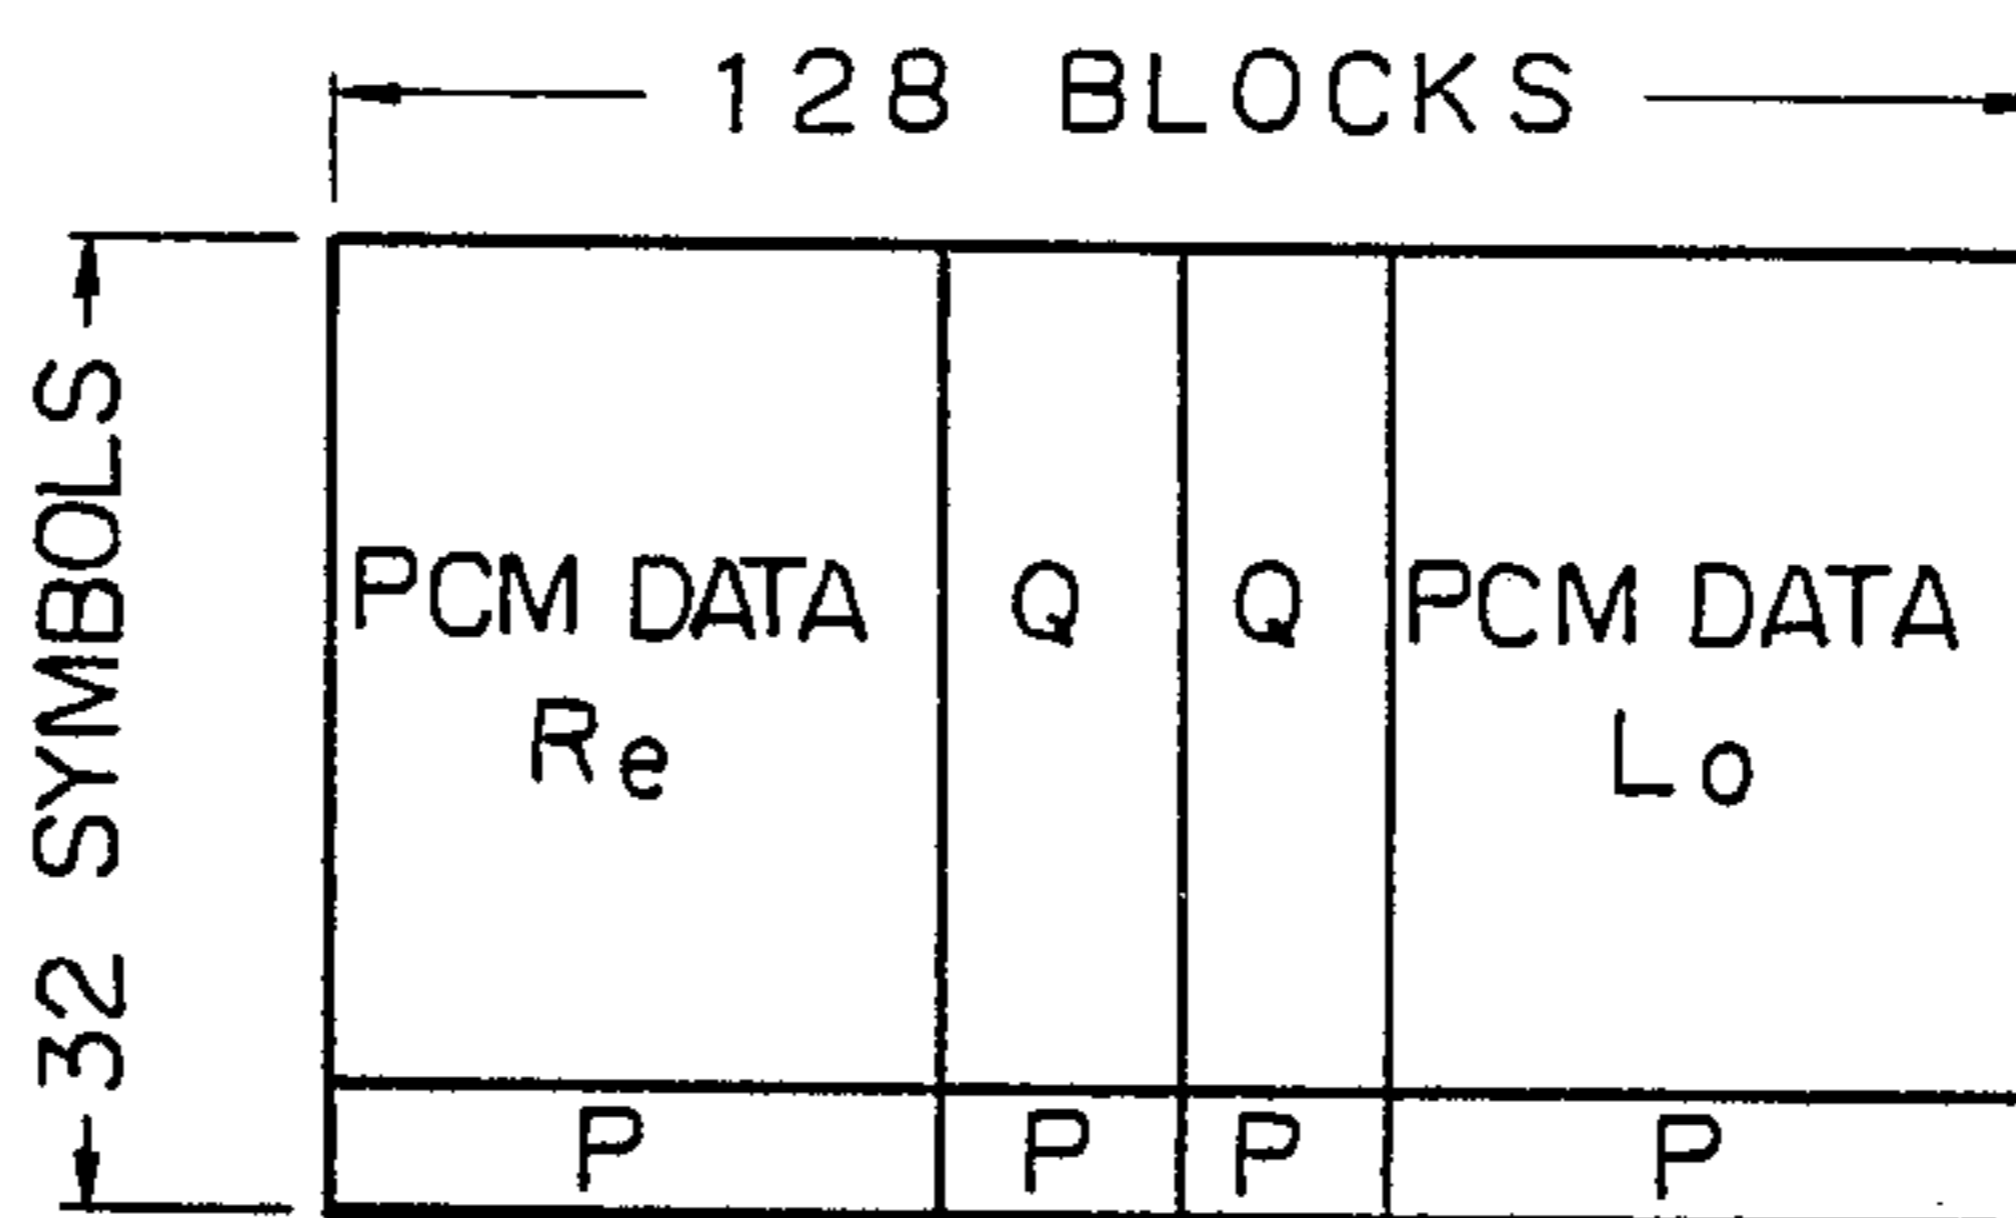 128 BLOCKS
32 SYMBOLS
PCM DATA Q Q PCM DATA
Re Lo
P P P P